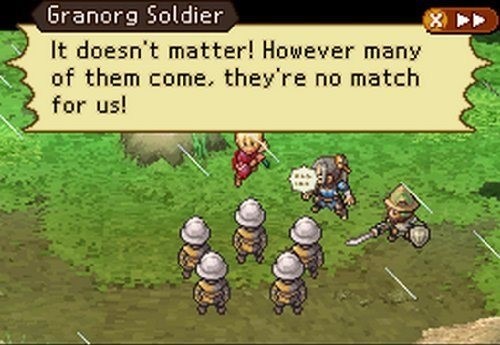 Granorg Soldier
X
It doesn't matter! However many
of them come, they're no match
for us!